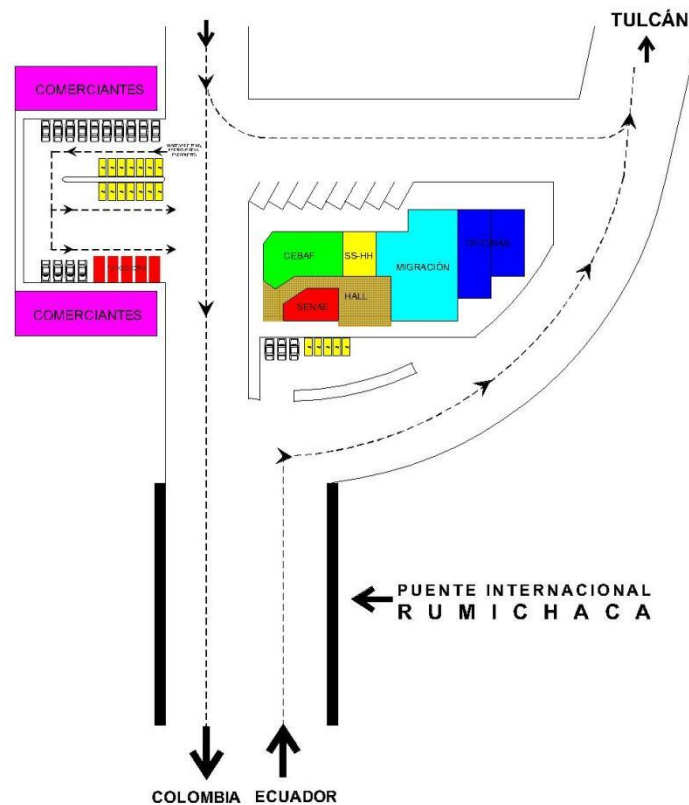 TULCÁN
COMERCIANTES
CEBAF
SS-HH
MIGRACIÓN
OFICINAS
HALL
SENAE
COMERCIANTES
PUENTE INTERNACIONAL
RUMICHACA
COLOMBIA
ECUADOR